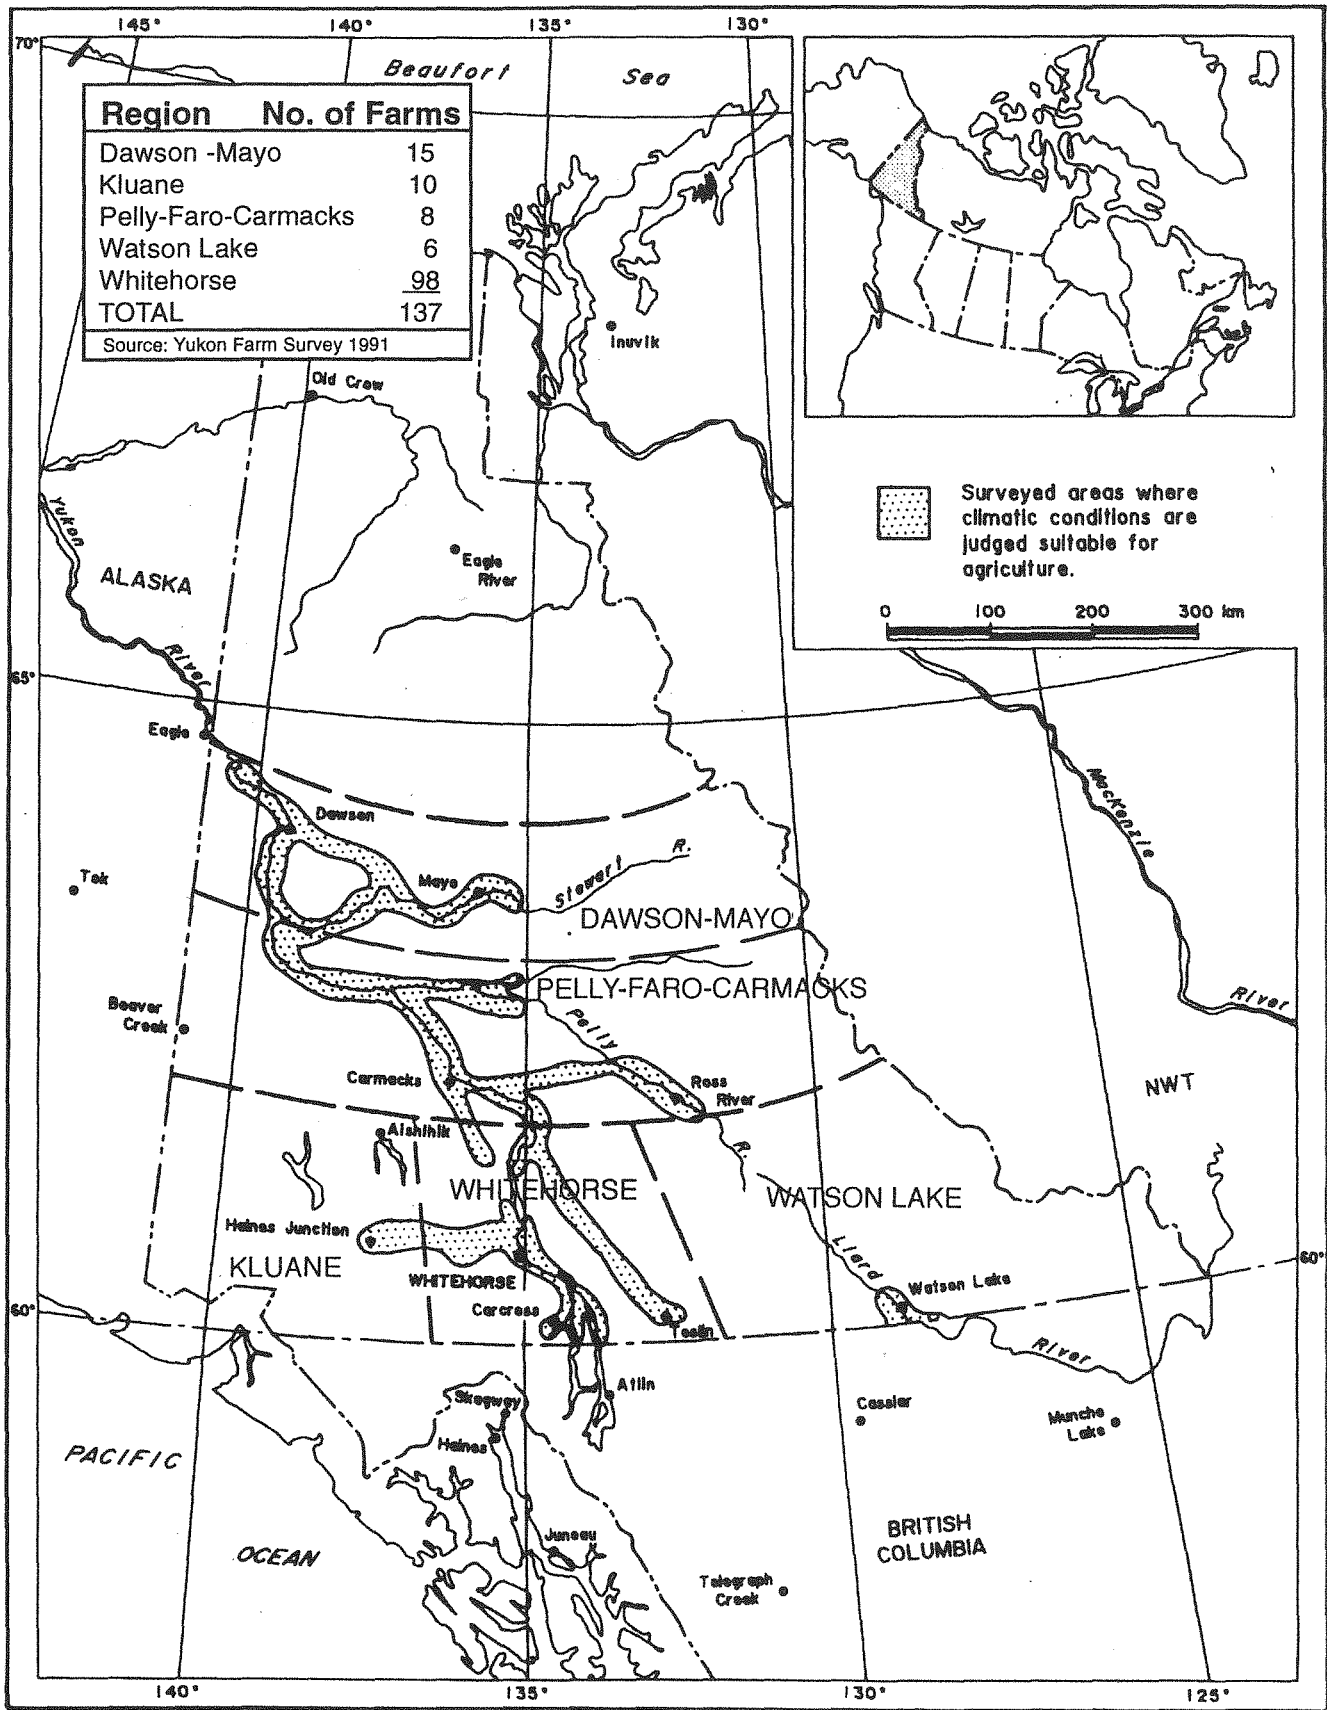 145° 140° 135° 130°
70°
Beaufort Sea
Region No. of Farms
Dawson -Mayo 15
Kluane 10
Pelly-Faro-Carmacks 8
Watson Lake 6
Whitehorse 98
TOTAL 137
Source: Yukon Farm Survey 1991
Inuvik
Old Crow
Surveyed areas where
climatic conditions are
judged suitable for
agriculture.
0 100 200 300 km
Yukon
River
ALASKA
Eagle
River
65°
Eagle
Dawson
MacKenzie
River
Tok
Mayo
Stewart R.
DAWSON-MAYO
PELLY-FARO-CARMACKS
Beaver
Creek
Pelly
R.
Carmacks
Ross
River
NWT
Aishihik
WHITEHORSE
WATSON LAKE
Haines Junction
KLUANE
WHITEHORSE
Liard
River
Watson Lake
60°
60°
Carcross
Teslin
Atlin
Skagway
Haines
Cassiar
Muncho
Lake
PACIFIC
OCEAN
Juneau
BRITISH
COLUMBIA
Telegraph
Creek
140° 135° 130° 125°